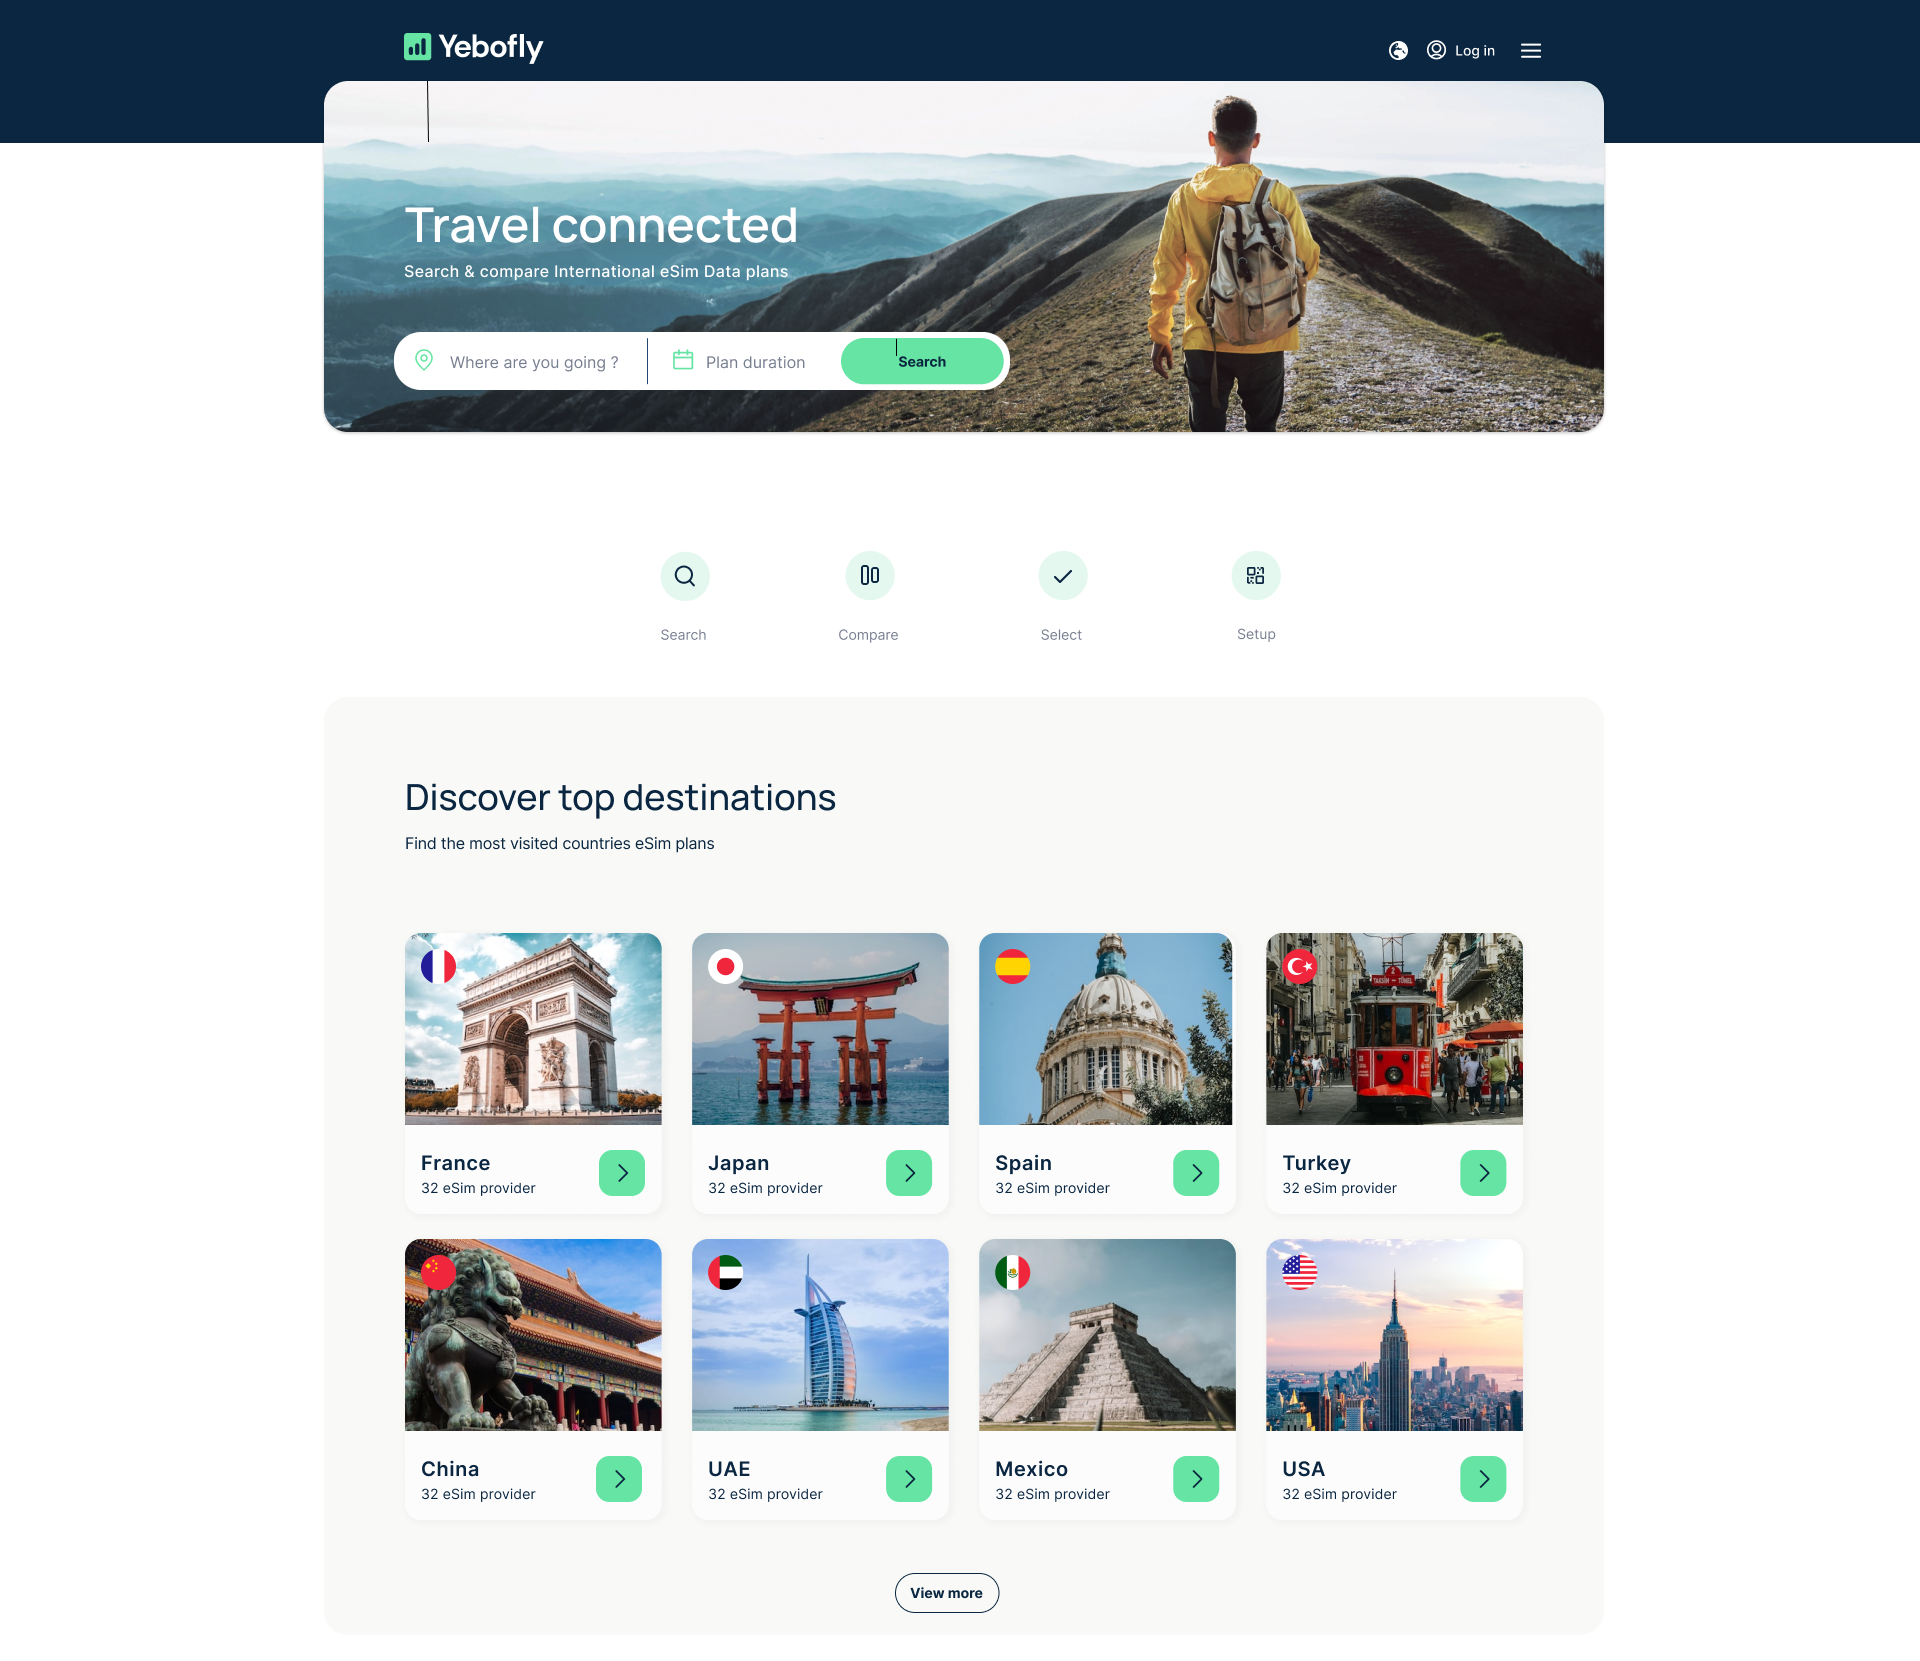 Yebofly
Log in
Travel connected
Search & compare International eSim Data plans
Where are you going ?
Plan duration
Search
Search
Compare
Select
Setup
Discover top destinations
Find the most visited countries eSim plans
TAKSİM - TÜNEL
France
32 eSim provider
Japan
32 eSim provider
Spain
32 eSim provider
Turkey
32 eSim provider
China
32 eSim provider
UAE
32 eSim provider
Mexico
32 eSim provider
USA
32 eSim provider
View more